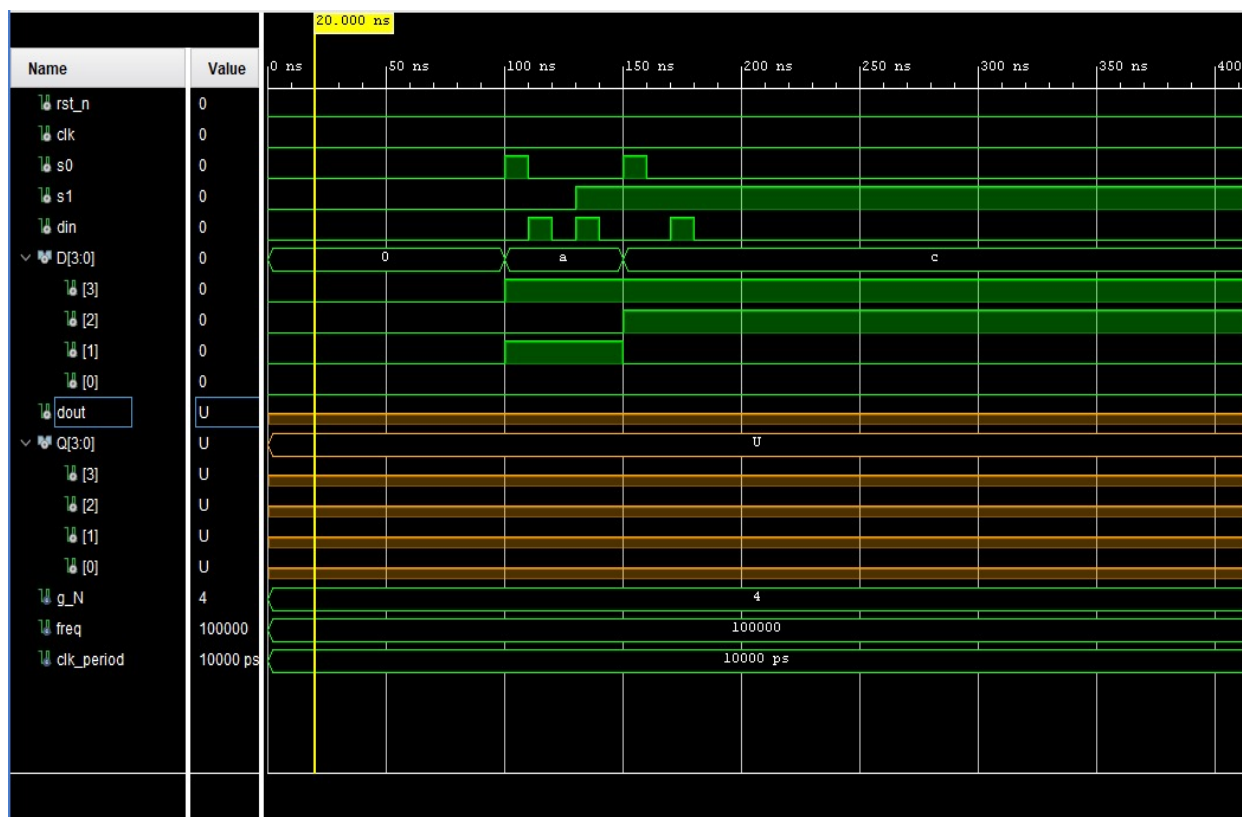 20.000 ns
Name Value 0 ns 50 ns 100 ns 150 ns 200 ns 250 ns 300 ns 350 ns 400
rst_n 0
clk 0
s0 0
s1 0
din 0
D[3:0] 0 0 a c
[3] 0
[2] 0
[1] 0
[0] 0
dout U
Q[3:0] U U
[3] U
[2] U
[1] U
[0] U
g_N 4 4
freq 100000 100000
clk_period 10000 ps 10000 ps